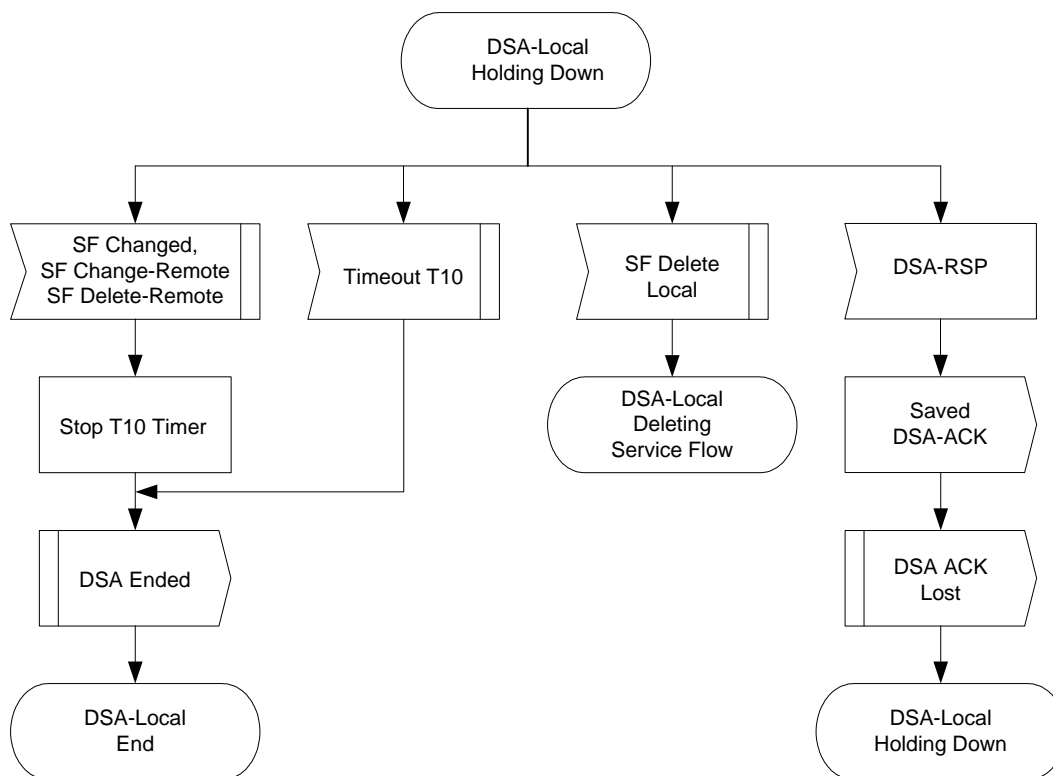 DSA-Local
Holding Down
SF Changed,
SF Change-Remote
SF Delete-Remote
Timeout T10
SF Delete
Local
DSA-RSP
Stop T10 Timer
DSA-Local
Deleting
Service Flow
Saved
DSA-ACK
DSA Ended
DSA ACK
Lost
DSA-Local
End
DSA-Local
Holding Down